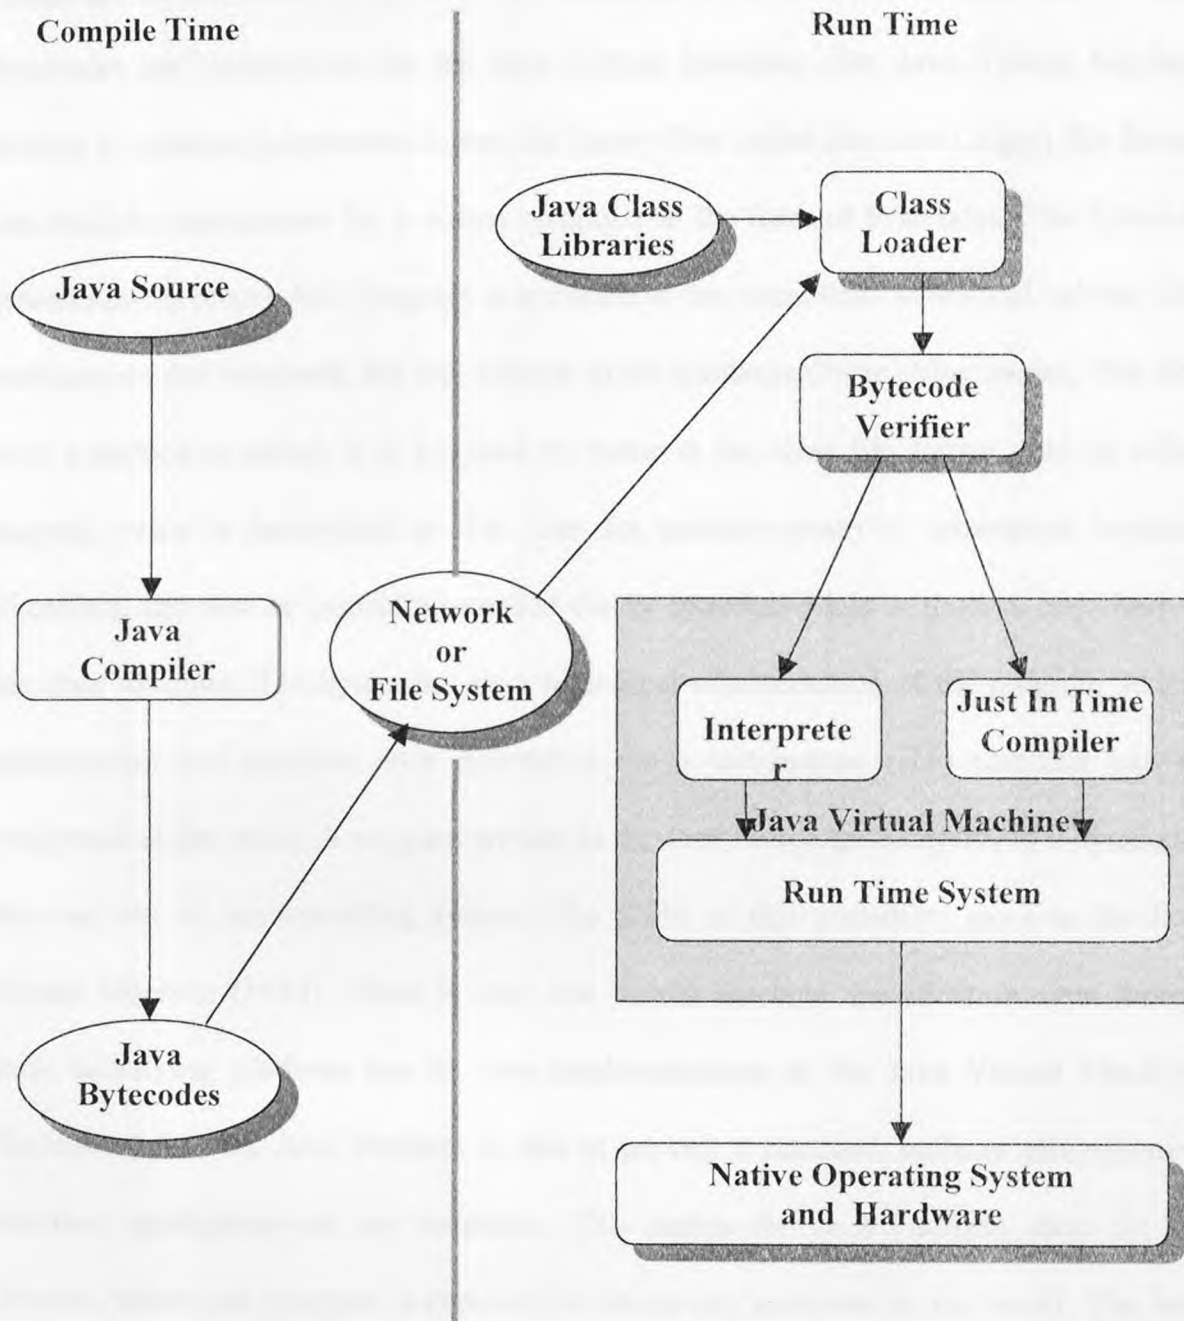 Compile Time
Run Time
Java Source
Java
Compiler
Java
Bytecodes
Network
or
File System
Java Class
Libraries
Class
Loader
Bytecode
Verifier
Interprete
r
Just In Time
Compiler
Java Virtual Machine
Run Time System
Native Operating System
and Hardware